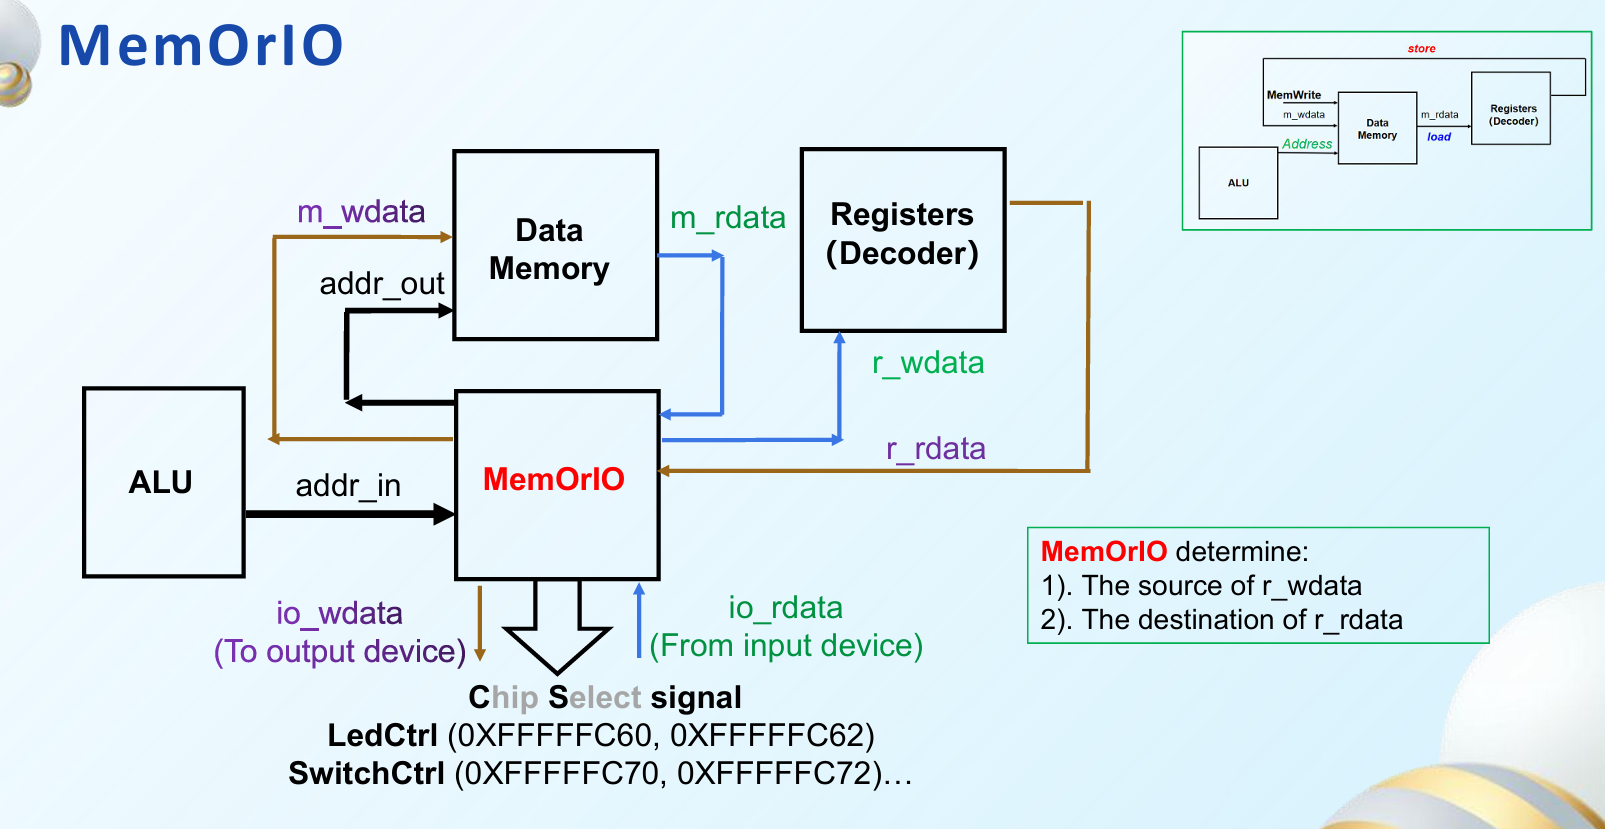 MemOrIO
store
MemWrite
m_wdata
Address
ALU
Data
Memory
m_rdata
load
Registers
(Decoder)
m_wdata
addr_out
Data
Memory
m_rdata
Registers
(Decoder)
r_wdata
r_rdata
ALU
addr_in
MemOrIO
io_wdata
(To output device)
io_rdata
(From input device)
Chip Select signal
LedCtrl (0XFFFFFC60, 0XFFFFFC62)
SwitchCtrl (0XFFFFFC70, 0XFFFFFC72)…
MemOrIO determine:
1). The source of r_wdata
2). The destination of r_rdata